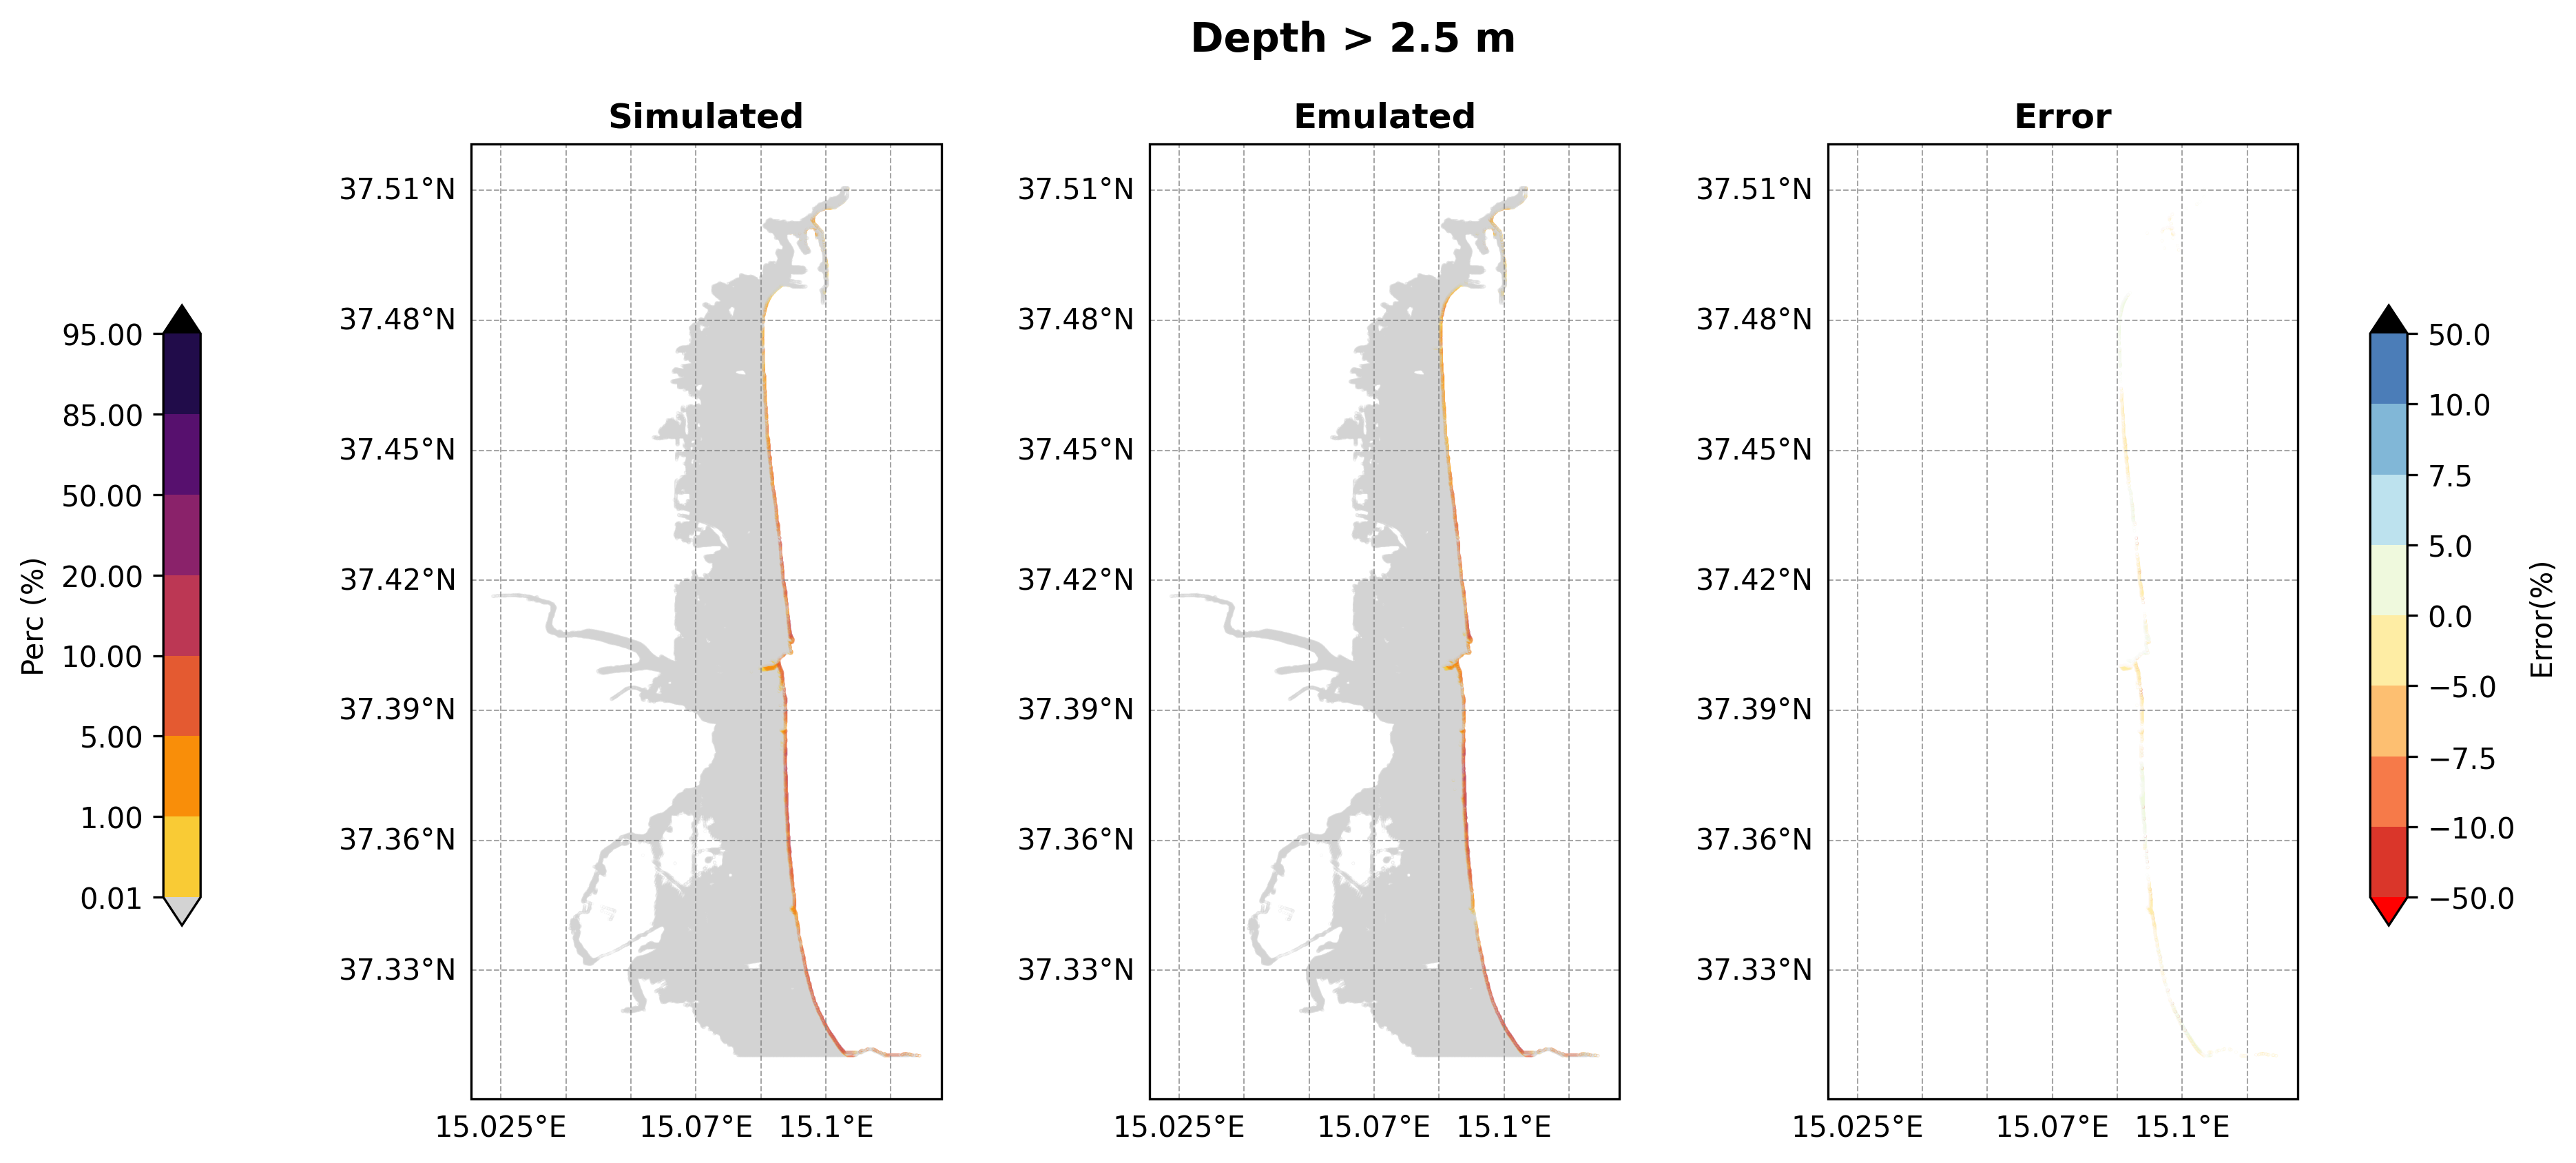 Depth > 2.5 m
Simulated
Emulated
Error
95.00
85.00
50.00
20.00
10.00
5.00
1.00
0.01
Perc (%)
37.51°N
37.48°N
37.45°N
37.42°N
37.39°N
37.36°N
37.33°N
15.025°E
15.07°E
15.1°E
37.51°N
37.48°N
37.45°N
37.42°N
37.39°N
37.36°N
37.33°N
15.025°E
15.07°E
15.1°E
37.51°N
37.48°N
37.45°N
37.42°N
37.39°N
37.36°N
37.33°N
15.025°E
15.07°E
15.1°E
50.0
10.0
7.5
5.0
0.0
−5.0
−7.5
−10.0
−50.0
Error(%)